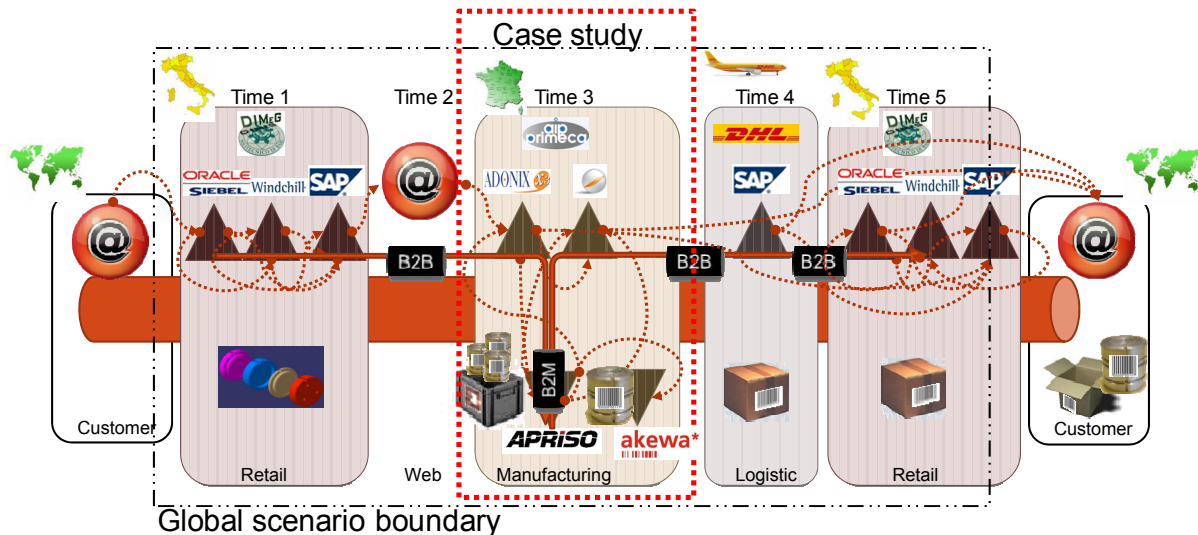 Case study
Time 1
Time 2
Time 3
Time 4
Time 5
DIMEG
aip
primeca
DHL
DIMEG
ORACLE
SIEBEL
Windchill
SAP
@
ADONIX
SAP
ORACLE
SIEBEL
Windchill
SAP
@
@
B2B
B2B
B2B
B2M
APRISO
akewa*
Customer
Customer
Retail
Web
Manufacturing
Logistic
Retail
Global scenario boundary